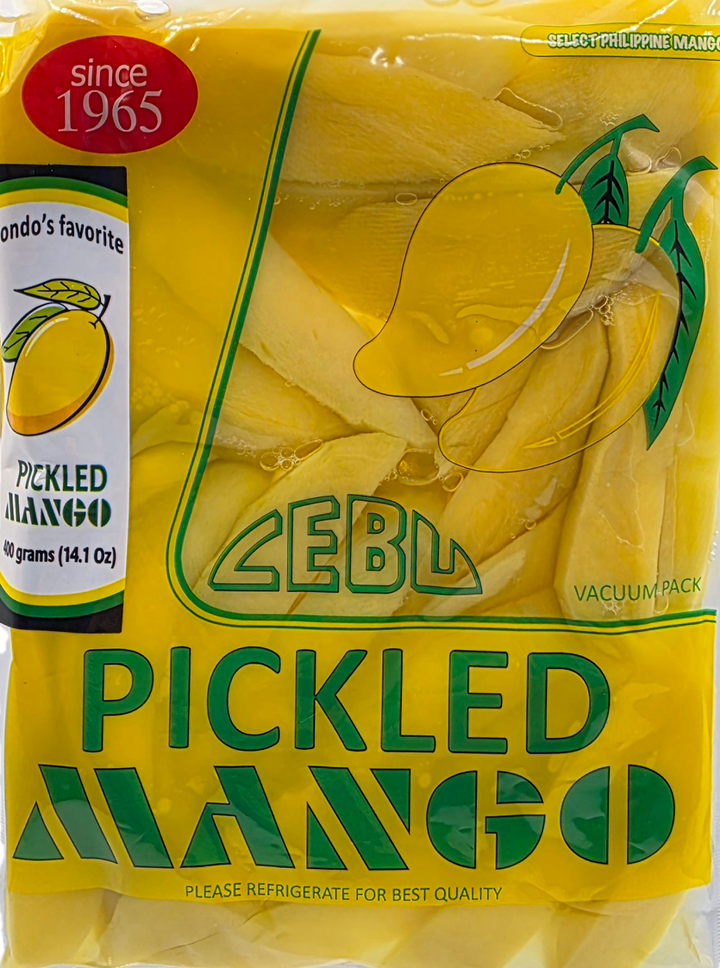 SELECT PHILIPPINE MANGO
since
1965
ondo's favorite
PICKLED
MANGO
400 grams (14.1 Oz)
CEBU
VACUUM PACK
PICKLED
MANGO
PLEASE REFRIGERATE FOR BEST QUALITY